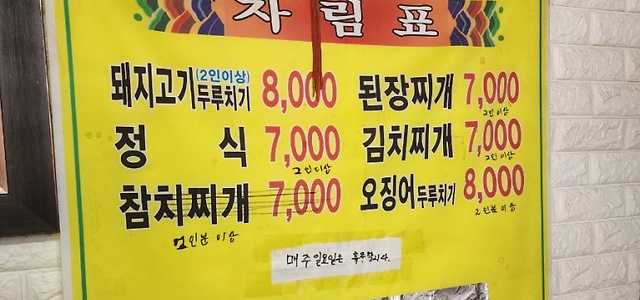 차림표
돼지고기 (2인이상) 두루치기 8,000
정 식 7,000
2인 이상
참치찌개 7,000
2인분 이상
된장찌개 7,000
2인 이상
김치찌개 7,000
2인 이상
오징어 두루치기 8,000
2인분 이상
매주 일요일은 휴무입니다.